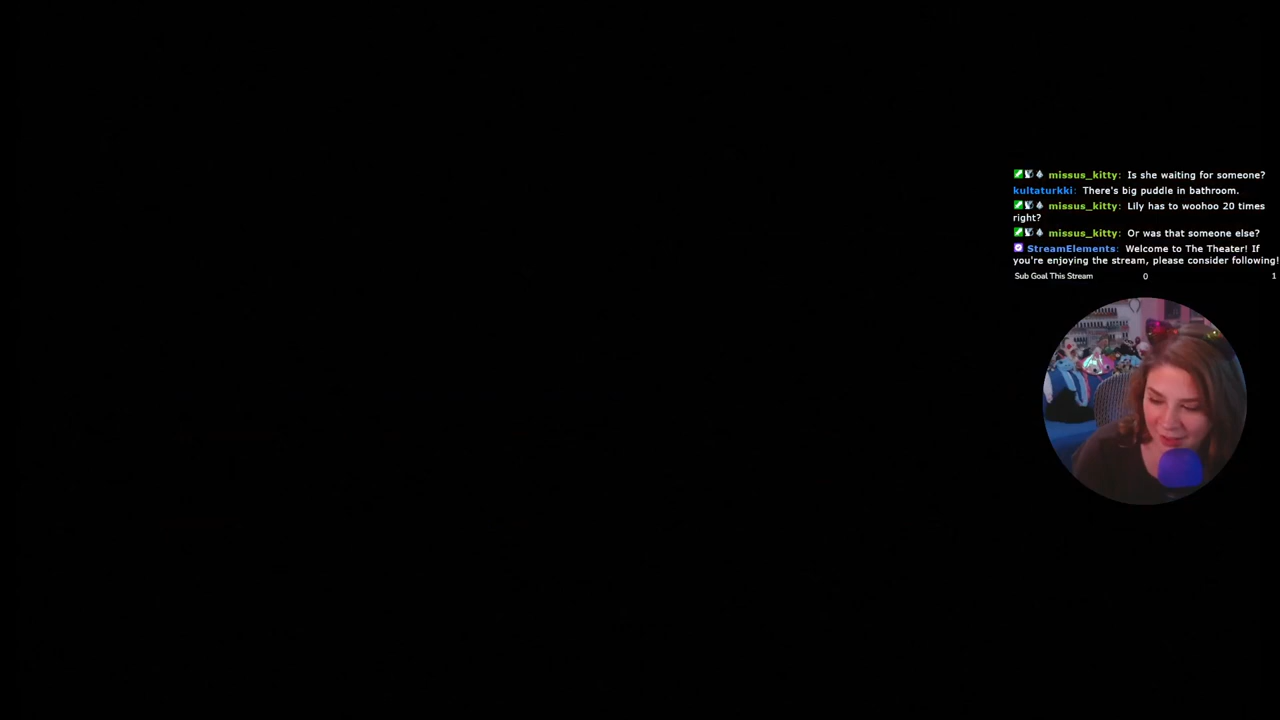 missus_kitty: Is she waiting for someone?
kultaturkki: There's big puddle in bathroom.
missus_kitty: Lily has to woohoo 20 times
right?
missus_kitty: Or was that someone else?
StreamElements: Welcome to The Theater! If
you're enjoying the stream, please consider following!
Sub Goal This Stream 0 1